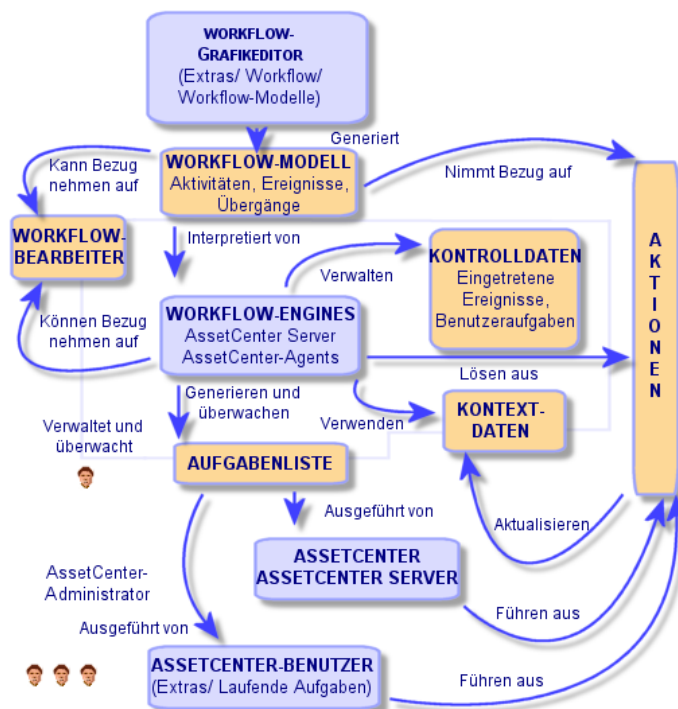 WORKFLOW-
GRAFIKEDITOR
(Extras/ Workflow/
Workflow-Modelle)
Generiert
Kann Bezug
nehmen auf
WORKFLOW-MODELL
Aktivitäten, Ereignisse,
Übergänge
Nimmt Bezug auf
WORKFLOW-
BEARBEITER
Interpretiert von
Verwalten
KONTROLLDATEN
Eingetretene
Ereignisse,
Benutzeraufgaben
AKTIONEN
Können Bezug
nehmen auf
WORKFLOW-ENGINES
AssetCenter Server
AssetCenter-Agents
Lösen aus
Generieren und
überwachen
Verwenden
KONTEXT-
DATEN
Verwaltet und
überwacht
AUFGABENLISTE
Ausgeführt von
Aktualisieren
ASSETCENTER
ASSETCENTER SERVER
AssetCenter-
Administrator
Führen aus
Ausgeführt von
ASSETCENTER-BENUTZER
(Extras/ Laufende Aufgaben)
Führen aus